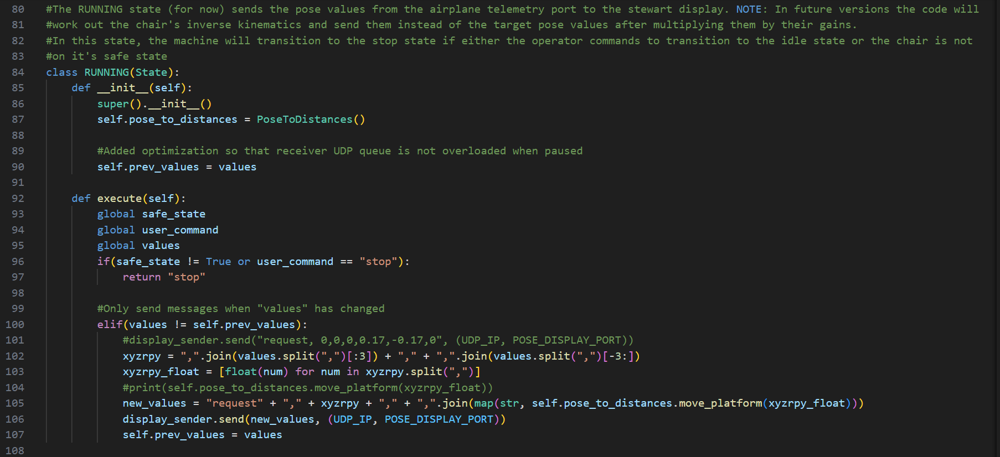 80 #The RUNNING state (for now) sends the pose values from the airplane telemetry port to the stewart display. NOTE: In future versions the code will
81 #work out the chair's inverse kinematics and send them instead of the target pose values after multiplying them by their gains.
82 #In this state, the machine will transition to the stop state if either the operator commands to transition to the idle state or the chair is not
83 #on it's safe state
84 class RUNNING(State):
85     def __init__(self):
86         super().__init__()
87         self.pose_to_distances = PoseToDistances()
88
89         #Added optimization so that receiver UDP queue is not overloaded when paused
90         self.prev_values = values
91
92     def execute(self):
93         global safe_state
94         global user_command
95         global values
96         if(safe_state != True or user_command == "stop"):
97             return "stop"
98
99         #Only send messages when "values" has changed
100         elif(values != self.prev_values):
101             #display_sender.send("request, 0,0,0,0.17,-0.17,0", (UDP_IP, POSE_DISPLAY_PORT))
102             xyzrpy = ",".join(values.split(",")[:3]) + "," + ",".join(values.split(",")[-3:])
103             xyzrpy_float = [float(num) for num in xyzrpy.split(",")]
104             #print(self.pose_to_distances.move_platform(xyzrpy_float))
105             new_values = "request" + "," + xyzrpy + "," + ",".join(map(str, self.pose_to_distances.move_platform(xyzrpy_float)))
106             display_sender.send(new_values, (UDP_IP, POSE_DISPLAY_PORT))
107             self.prev_values = values
108